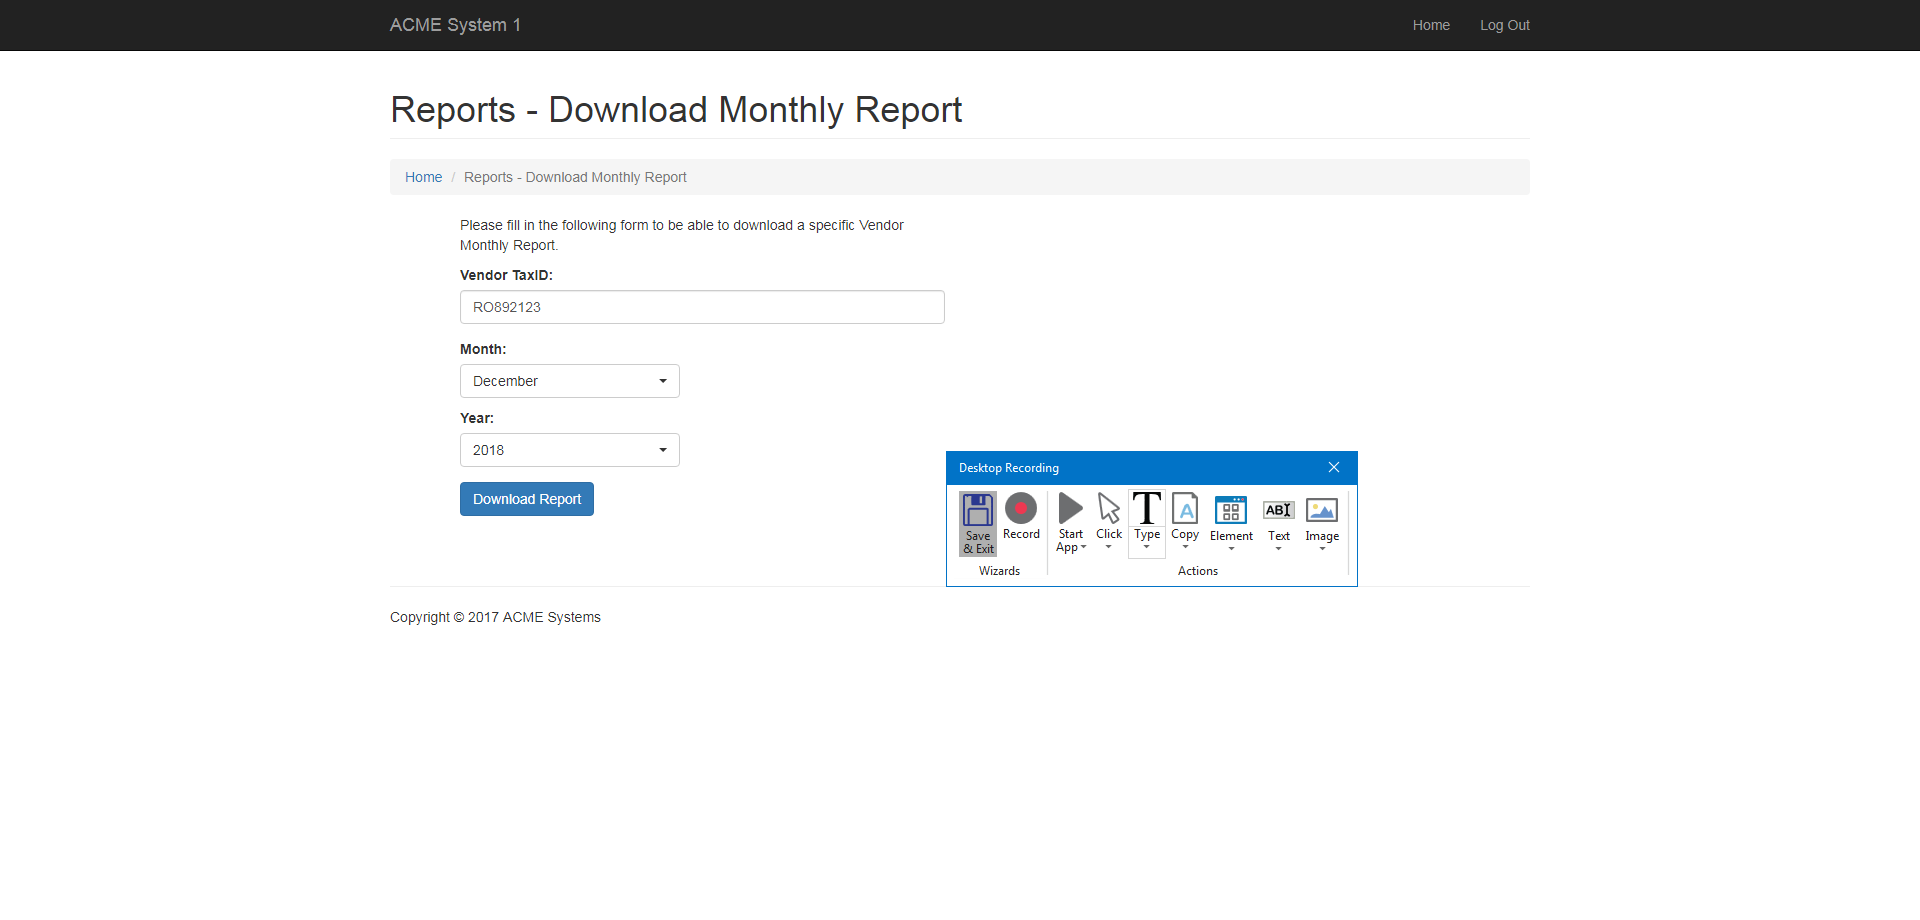 ACME System 1
Home
Log Out
Reports - Download Monthly Report
Home / Reports - Download Monthly Report
Please fill in the following form to be able to download a specific Vendor
Monthly Report.
Vendor TaxID:
RO892123
Month:
December
Year:
2018
Download Report
Desktop Recording
Save
& Exit
Record
Start
App
Click
Type
Copy
Element
ABI
Text
Image
Wizards
Actions
Copyright © 2017 ACME Systems